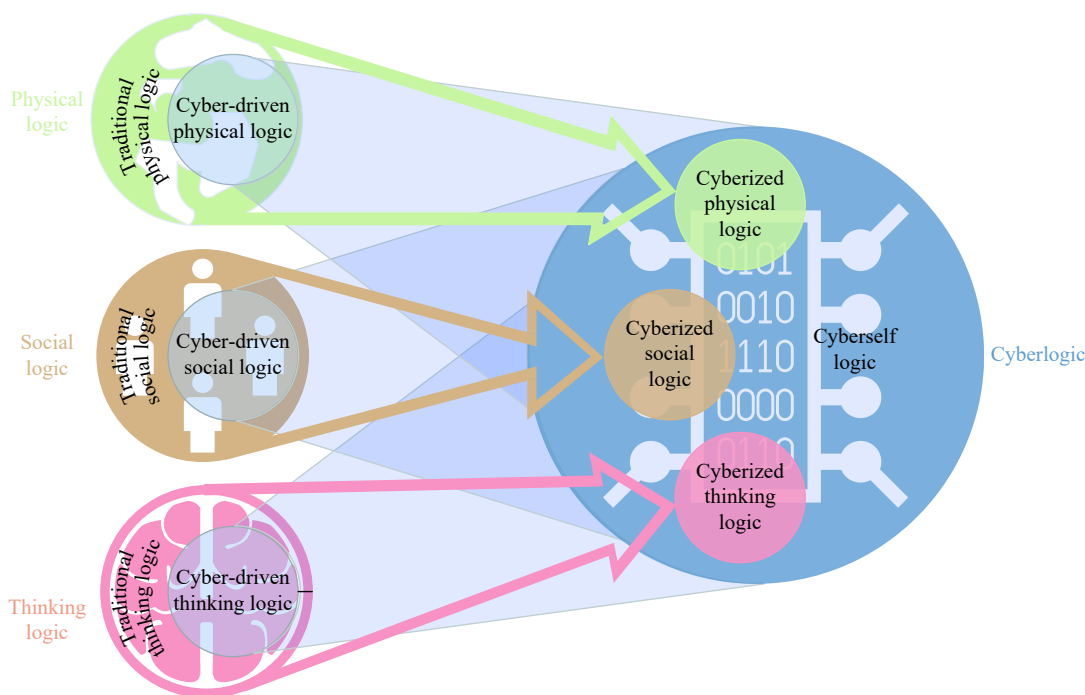 Physical
logic
Traditional
physical logic
Cyber-driven
physical logic
Cyberized
physical
logic
0101
0010
1110
0000
0110
Social
logic
Traditional
social logic
Cyber-driven
social logic
Cyberized
social
logic
Cyberself
logic
Cyberlogic
Thinking
logic
Traditional
thinking logic
Cyber-driven
thinking logic
Cyberized
thinking
logic